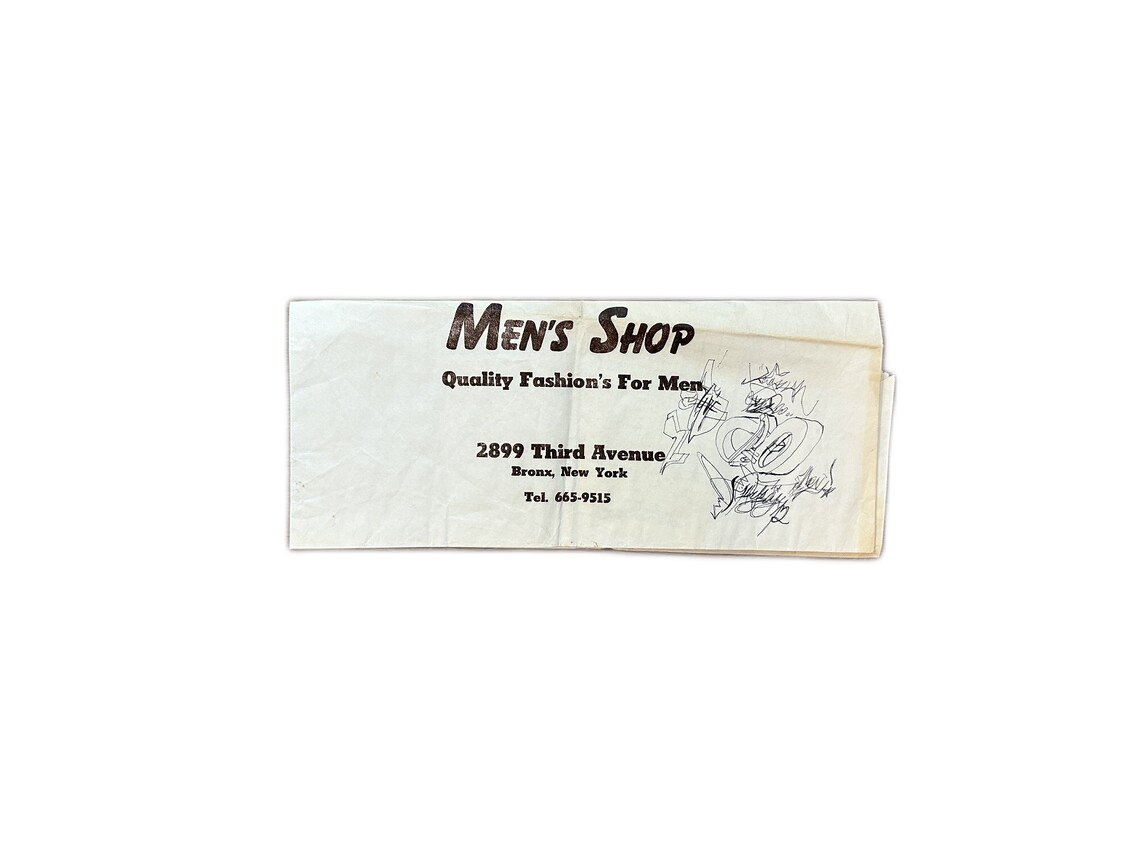 MEN'S SHOP
Quality Fashion's For Men
2899 Third Avenue
Bronx, New York
Tel. 665-9515